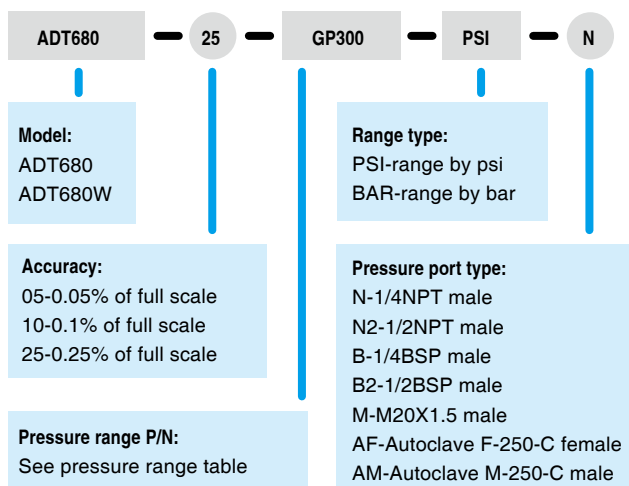 ADT680 25 GP300 PSI N
Model:
ADT680
ADT680W
Range type:
PSI-range by psi
BAR-range by bar
Accuracy:
05-0.05% of full scale
10-0.1% of full scale
25-0.25% of full scale
Pressure range P/N:
See pressure range table
Pressure port type:
N-1/4NPT male
N2-1/2NPT male
B-1/4BSP male
B2-1/2BSP male
M-M20X1.5 male
AF-Autoclave F-250-C female
AM-Autoclave M-250-C male